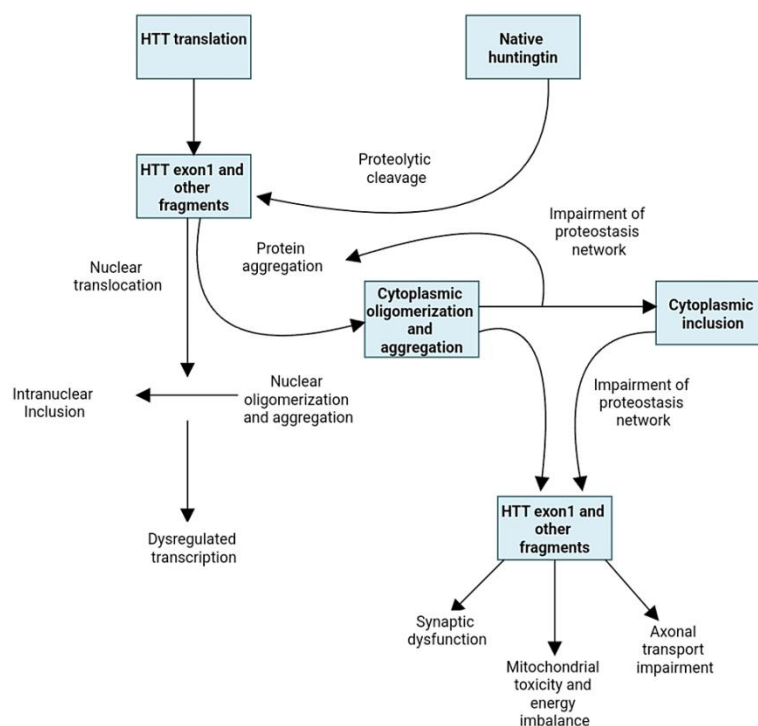 HTT translation
Native
huntingtin
HTT exon1 and
other
fragments
Proteolytic
cleavage
Impairment of
proteostasis
network
Protein
aggregation
Nuclear
translocation
Cytoplasmic
oligomerization
and
aggregation
Cytoplasmic
inclusion
Intranuclear
Inclusion
Nuclear
oligomerization
and aggregation
Impairment of
proteostasis
network
Dysregulated
transcription
HTT exon1 and
other
fragments
Synaptic
dysfunction
Mitochondrial
toxicity and
energy
imbalance
Axonal
transport
impairment